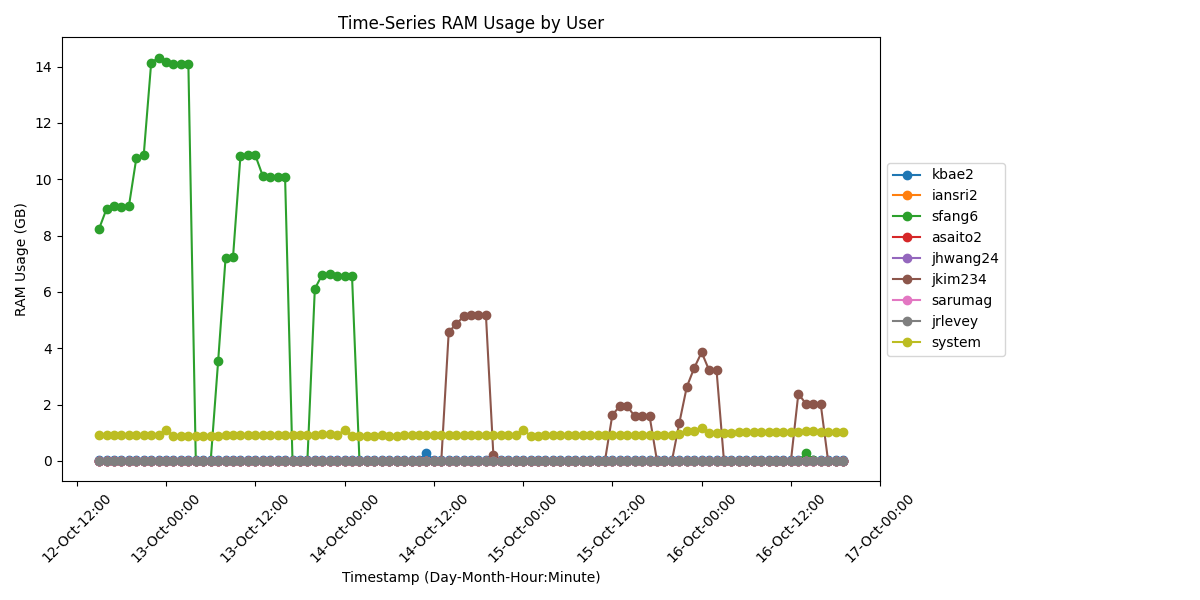 Time-Series RAM Usage by User
RAM Usage (GB)
14
12
10
8
6
4
2
0
12-Oct-12:00
13-Oct-00:00
13-Oct-12:00
14-Oct-00:00
14-Oct-12:00
15-Oct-00:00
15-Oct-12:00
16-Oct-00:00
16-Oct-12:00
17-Oct-00:00
Timestamp (Day-Month-Hour:Minute)
kbae2
iansri2
sfang6
asaito2
jhwang24
jkim234
sarumag
jrlevey
system